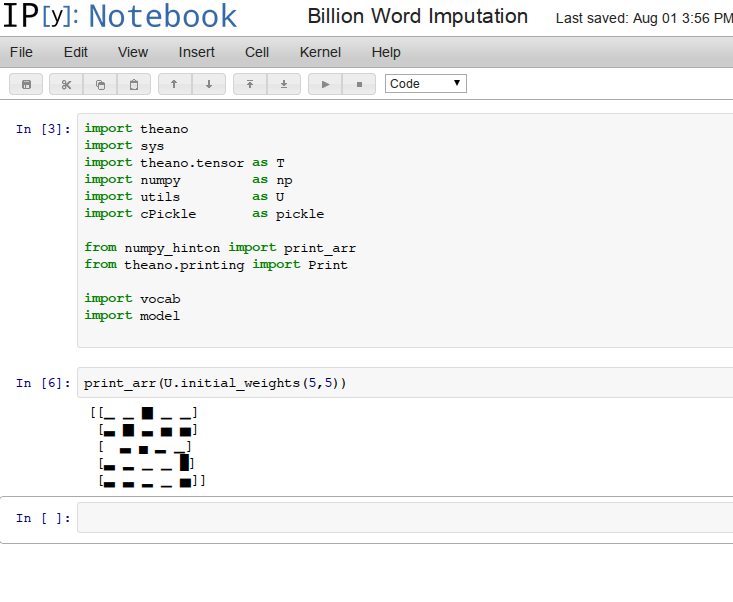 IP[y]: Notebook Billion Word Imputation Last saved: Aug 01 3:56 PM
File Edit View Insert Cell Kernel Help
Code
In [3]: import theano
import sys
import theano.tensor as T
import numpy as np
import utils as U
import cPickle as pickle
from numpy_hinton import print_arr
from theano.printing import Print
import vocab
import model
In [6]: print_arr(U.initial_weights(5,5))
[[▁ ▁ ▇ ▁ ▁]
[▃ ▇ ▃ ▅ ▅]
[  ▃ ▄ ▂ ▁]
[▃ ▂ ▁ ▁ █]
[▃ ▃ ▂ ▁ ▅]]
In [ ]: